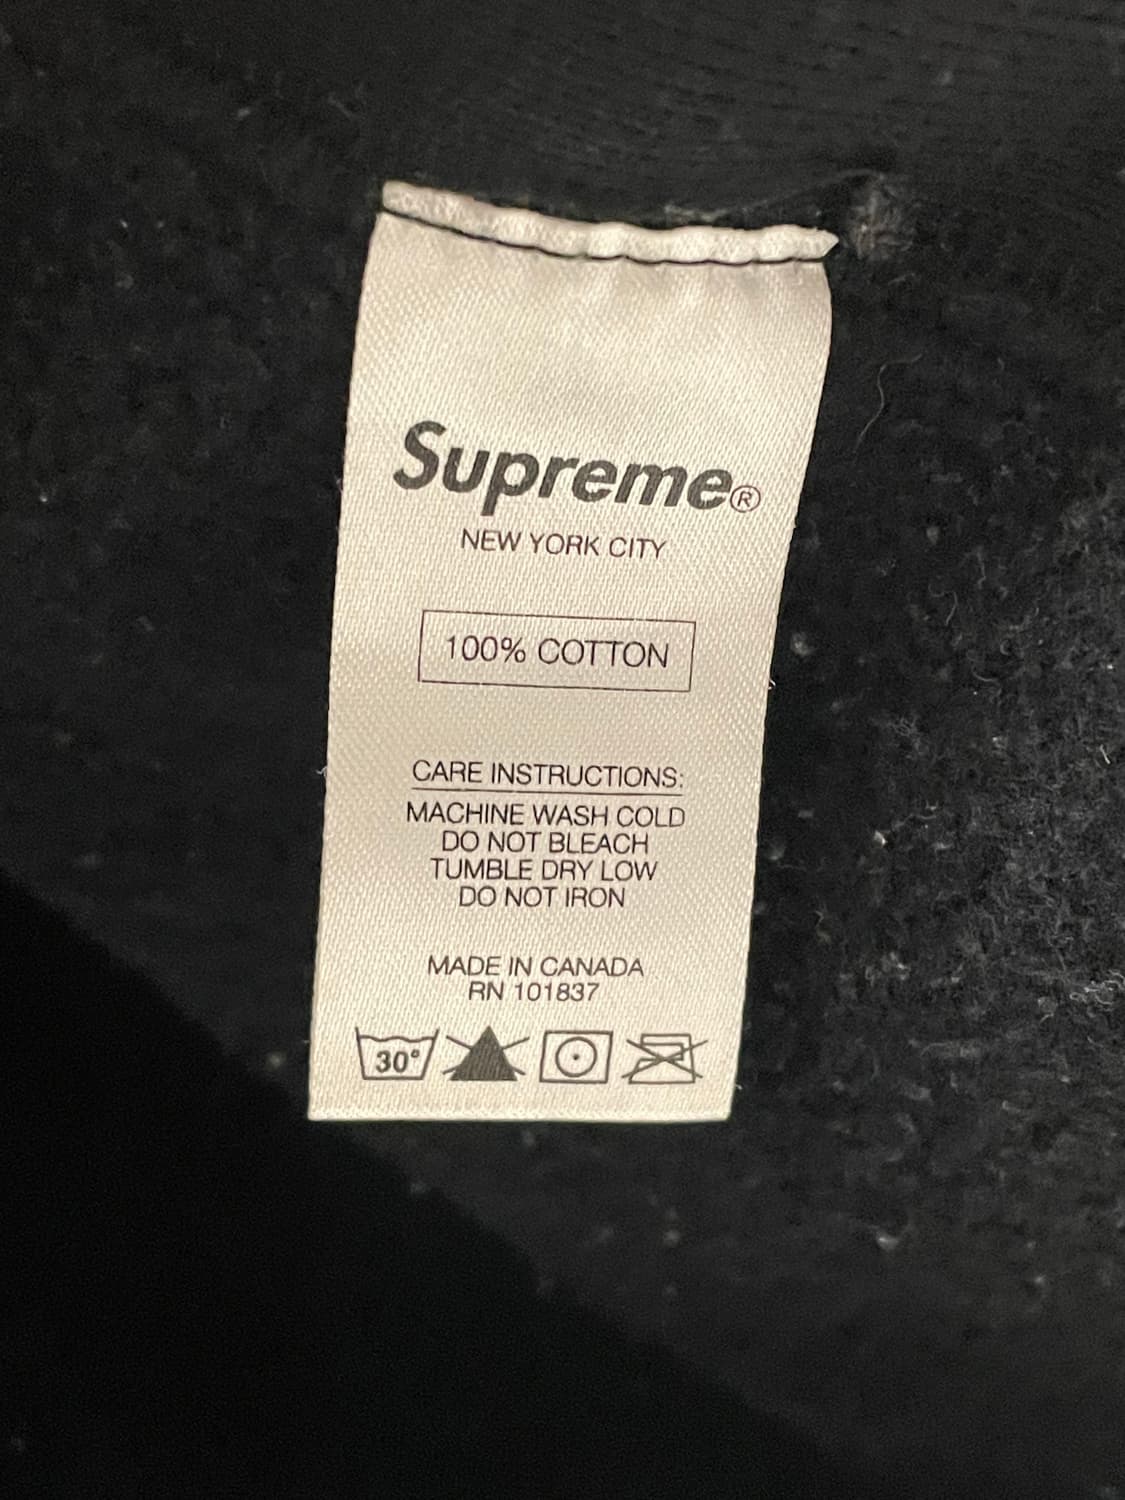 Supreme®
NEW YORK CITY
100% COTTON
CARE INSTRUCTIONS:
MACHINE WASH COLD
DO NOT BLEACH
TUMBLE DRY LOW
DO NOT IRON
MADE IN CANADA
RN 101837
30°